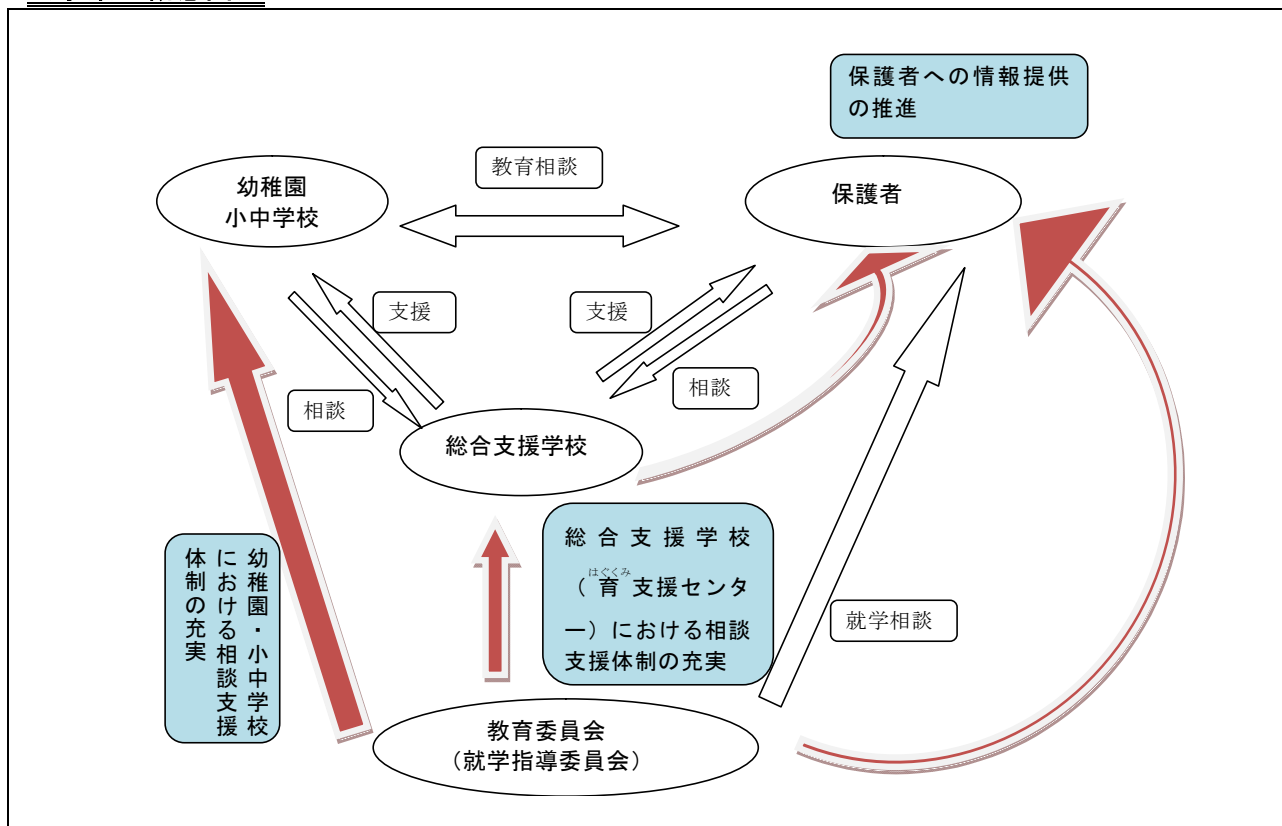 保護者への情報提供
の推進
教育相談
幼稚園
小中学校
保護者
支援
支援
相談
相談
総合支援学校
総合支援学校
はぐくみ
（育支援センタ
ー）における相談
支援体制の充実
幼稚園・小中学校
における相談支援
体制の充実
就学相談
教育委員会
（就学指導委員会）